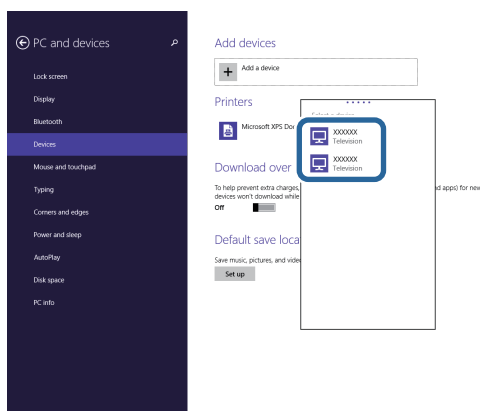 PC and devices
Lock screen
Display
Bluetooth
Devices
Mouse and touchpad
Typing
Corners and edges
Power and sleep
AutoPlay
Disk space
PC info
Add devices
Add a device
Printers
Microsoft XPS Doc
Download over
To help prevent extra charges,
ad apps) for new
devices won't download while
Off
Default save loca
Save music, pictures, and vide
Set up
XXXXXX
Television
XXXXXX
Television